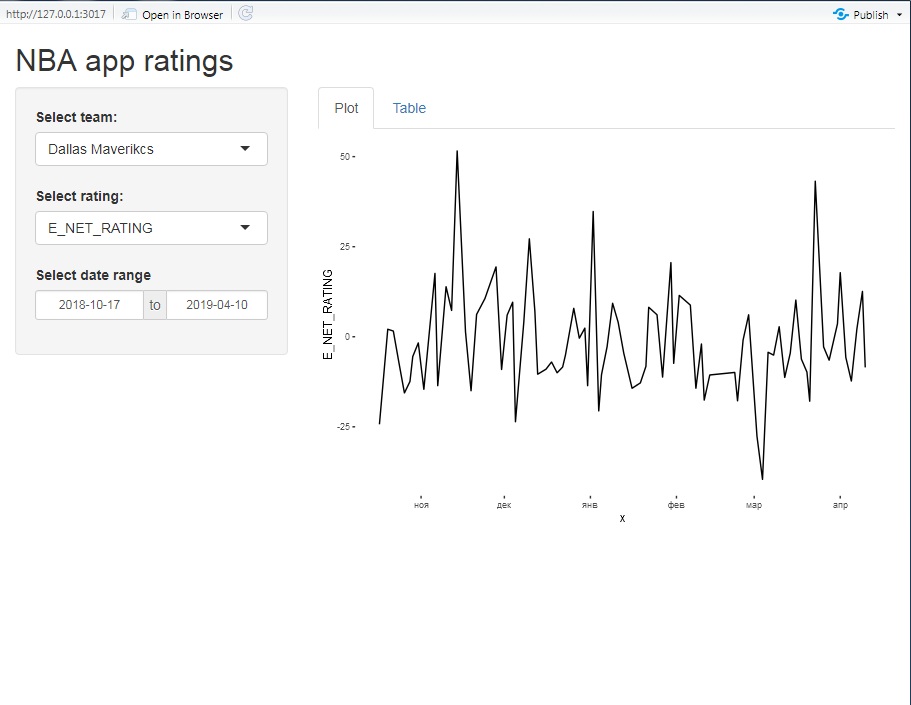 http://127.0.0.1:3017 Open in Browser Publish
NBA app ratings
Select team:
Dallas Maverikcs
Select rating:
E_NET_RATING
Select date range
2018-10-17 to 2019-04-10
Plot Table
50
25
0
-25
E_NET_RATING
ноя дек янв фев мар апр
x